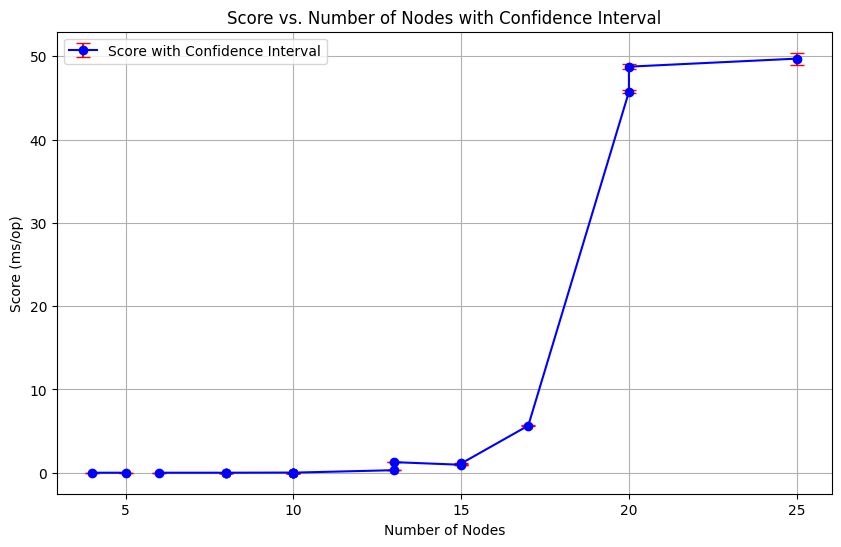 Score vs. Number of Nodes with Confidence Interval
Score with Confidence Interval
50
40
30
20
10
0
Score (ms/op)
5
10
15
20
25
Number of Nodes